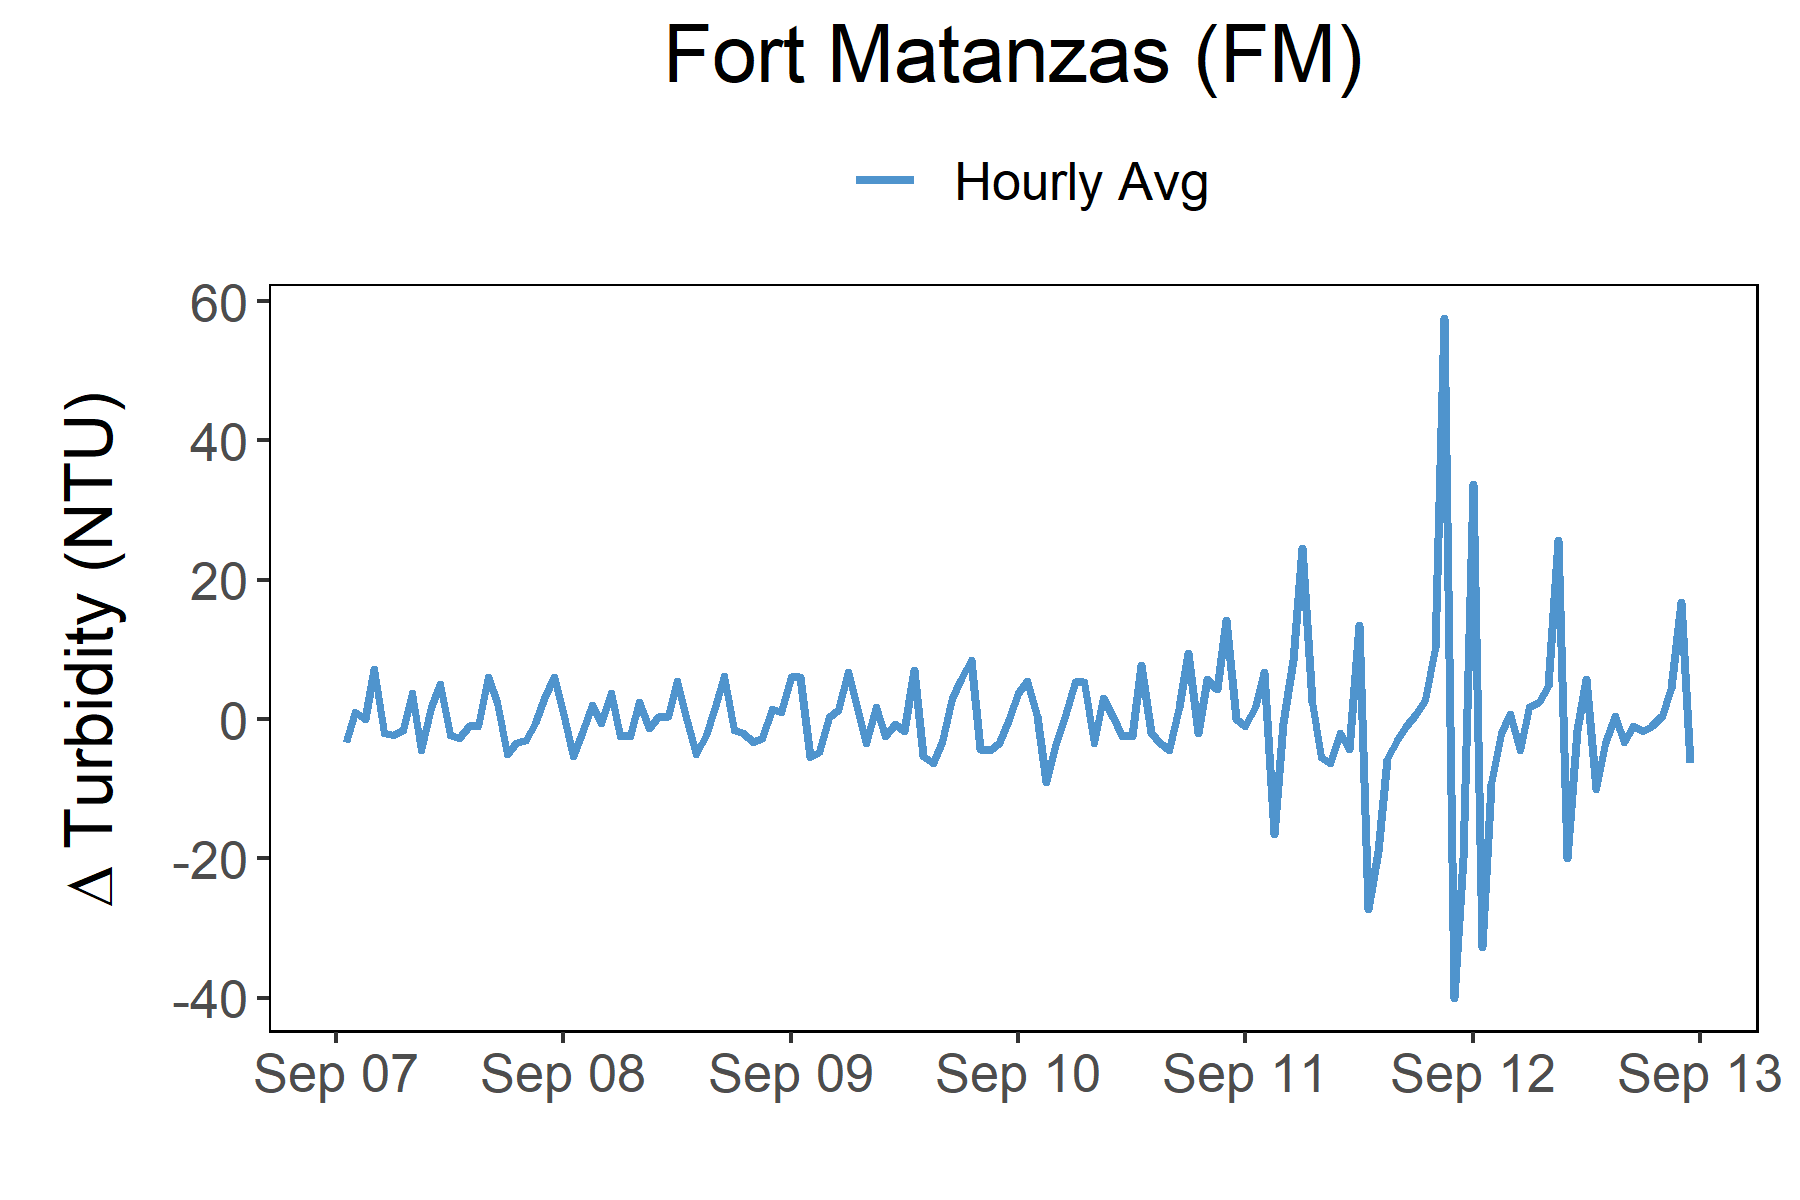 Fort Matanzas (FM)
Hourly Avg
Δ Turbidity (NTU)
60
40
20
0
-20
-40
Sep 07 Sep 08 Sep 09 Sep 10 Sep 11 Sep 12 Sep 13